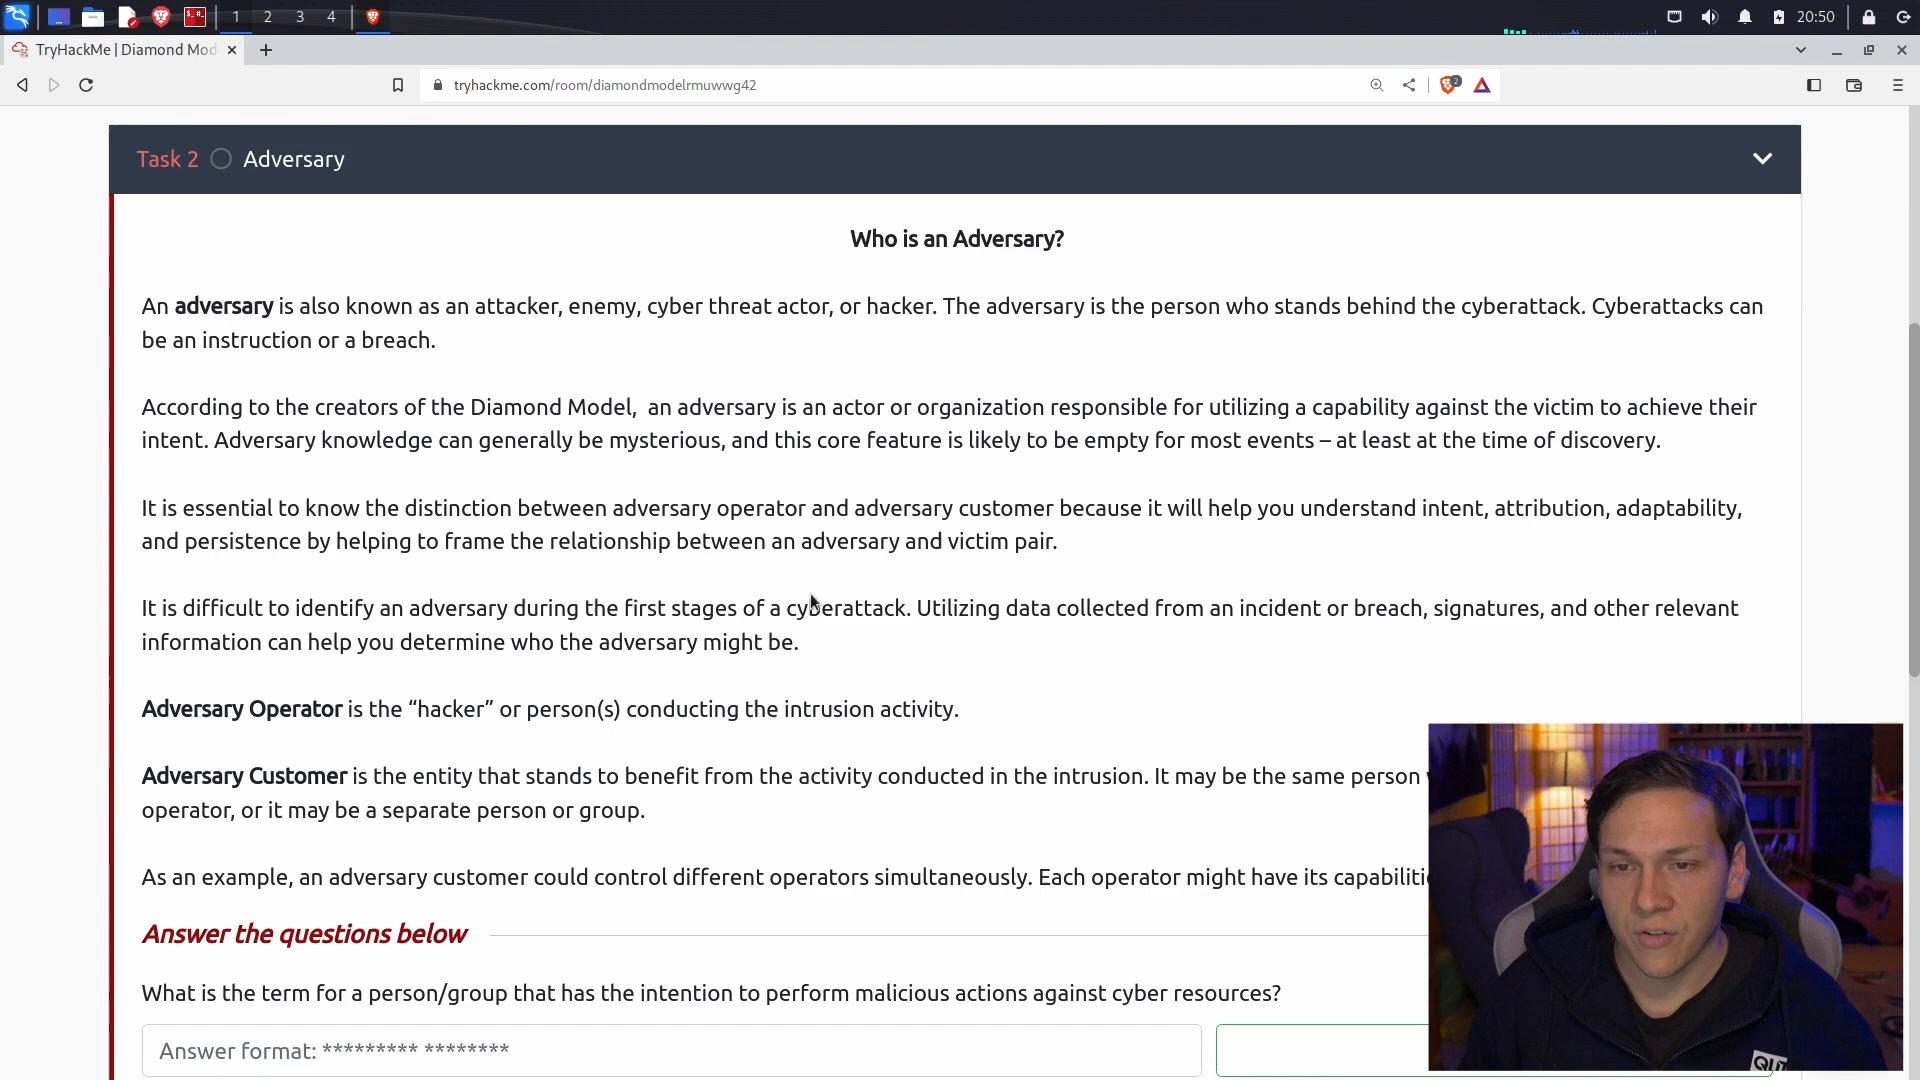 1 2 3 4
20:50
TryHackMe | Diamond Mod
tryhackme.com/room/diamondmodelrmuwwg42
2
Task 2 Adversary
Who is an Adversary?
An adversary is also known as an attacker, enemy, cyber threat actor, or hacker. The adversary is the person who stands behind the cyberattack. Cyberattacks can
be an instruction or a breach.
According to the creators of the Diamond Model, an adversary is an actor or organization responsible for utilizing a capability against the victim to achieve their
intent. Adversary knowledge can generally be mysterious, and this core feature is likely to be empty for most events – at least at the time of discovery.
It is essential to know the distinction between adversary operator and adversary customer because it will help you understand intent, attribution, adaptability,
and persistence by helping to frame the relationship between an adversary and victim pair.
It is difficult to identify an adversary during the first stages of a cyberattack. Utilizing data collected from an incident or breach, signatures, and other relevant
information can help you determine who the adversary might be.
Adversary Operator is the “hacker” or person(s) conducting the intrusion activity.
Adversary Customer is the entity that stands to benefit from the activity conducted in the intrusion. It may be the same person
operator, or it may be a separate person or group.
As an example, an adversary customer could control different operators simultaneously. Each operator might have its capabiliti
Answer the questions below
What is the term for a person/group that has the intention to perform malicious actions against cyber resources?
Answer format: ********* ********